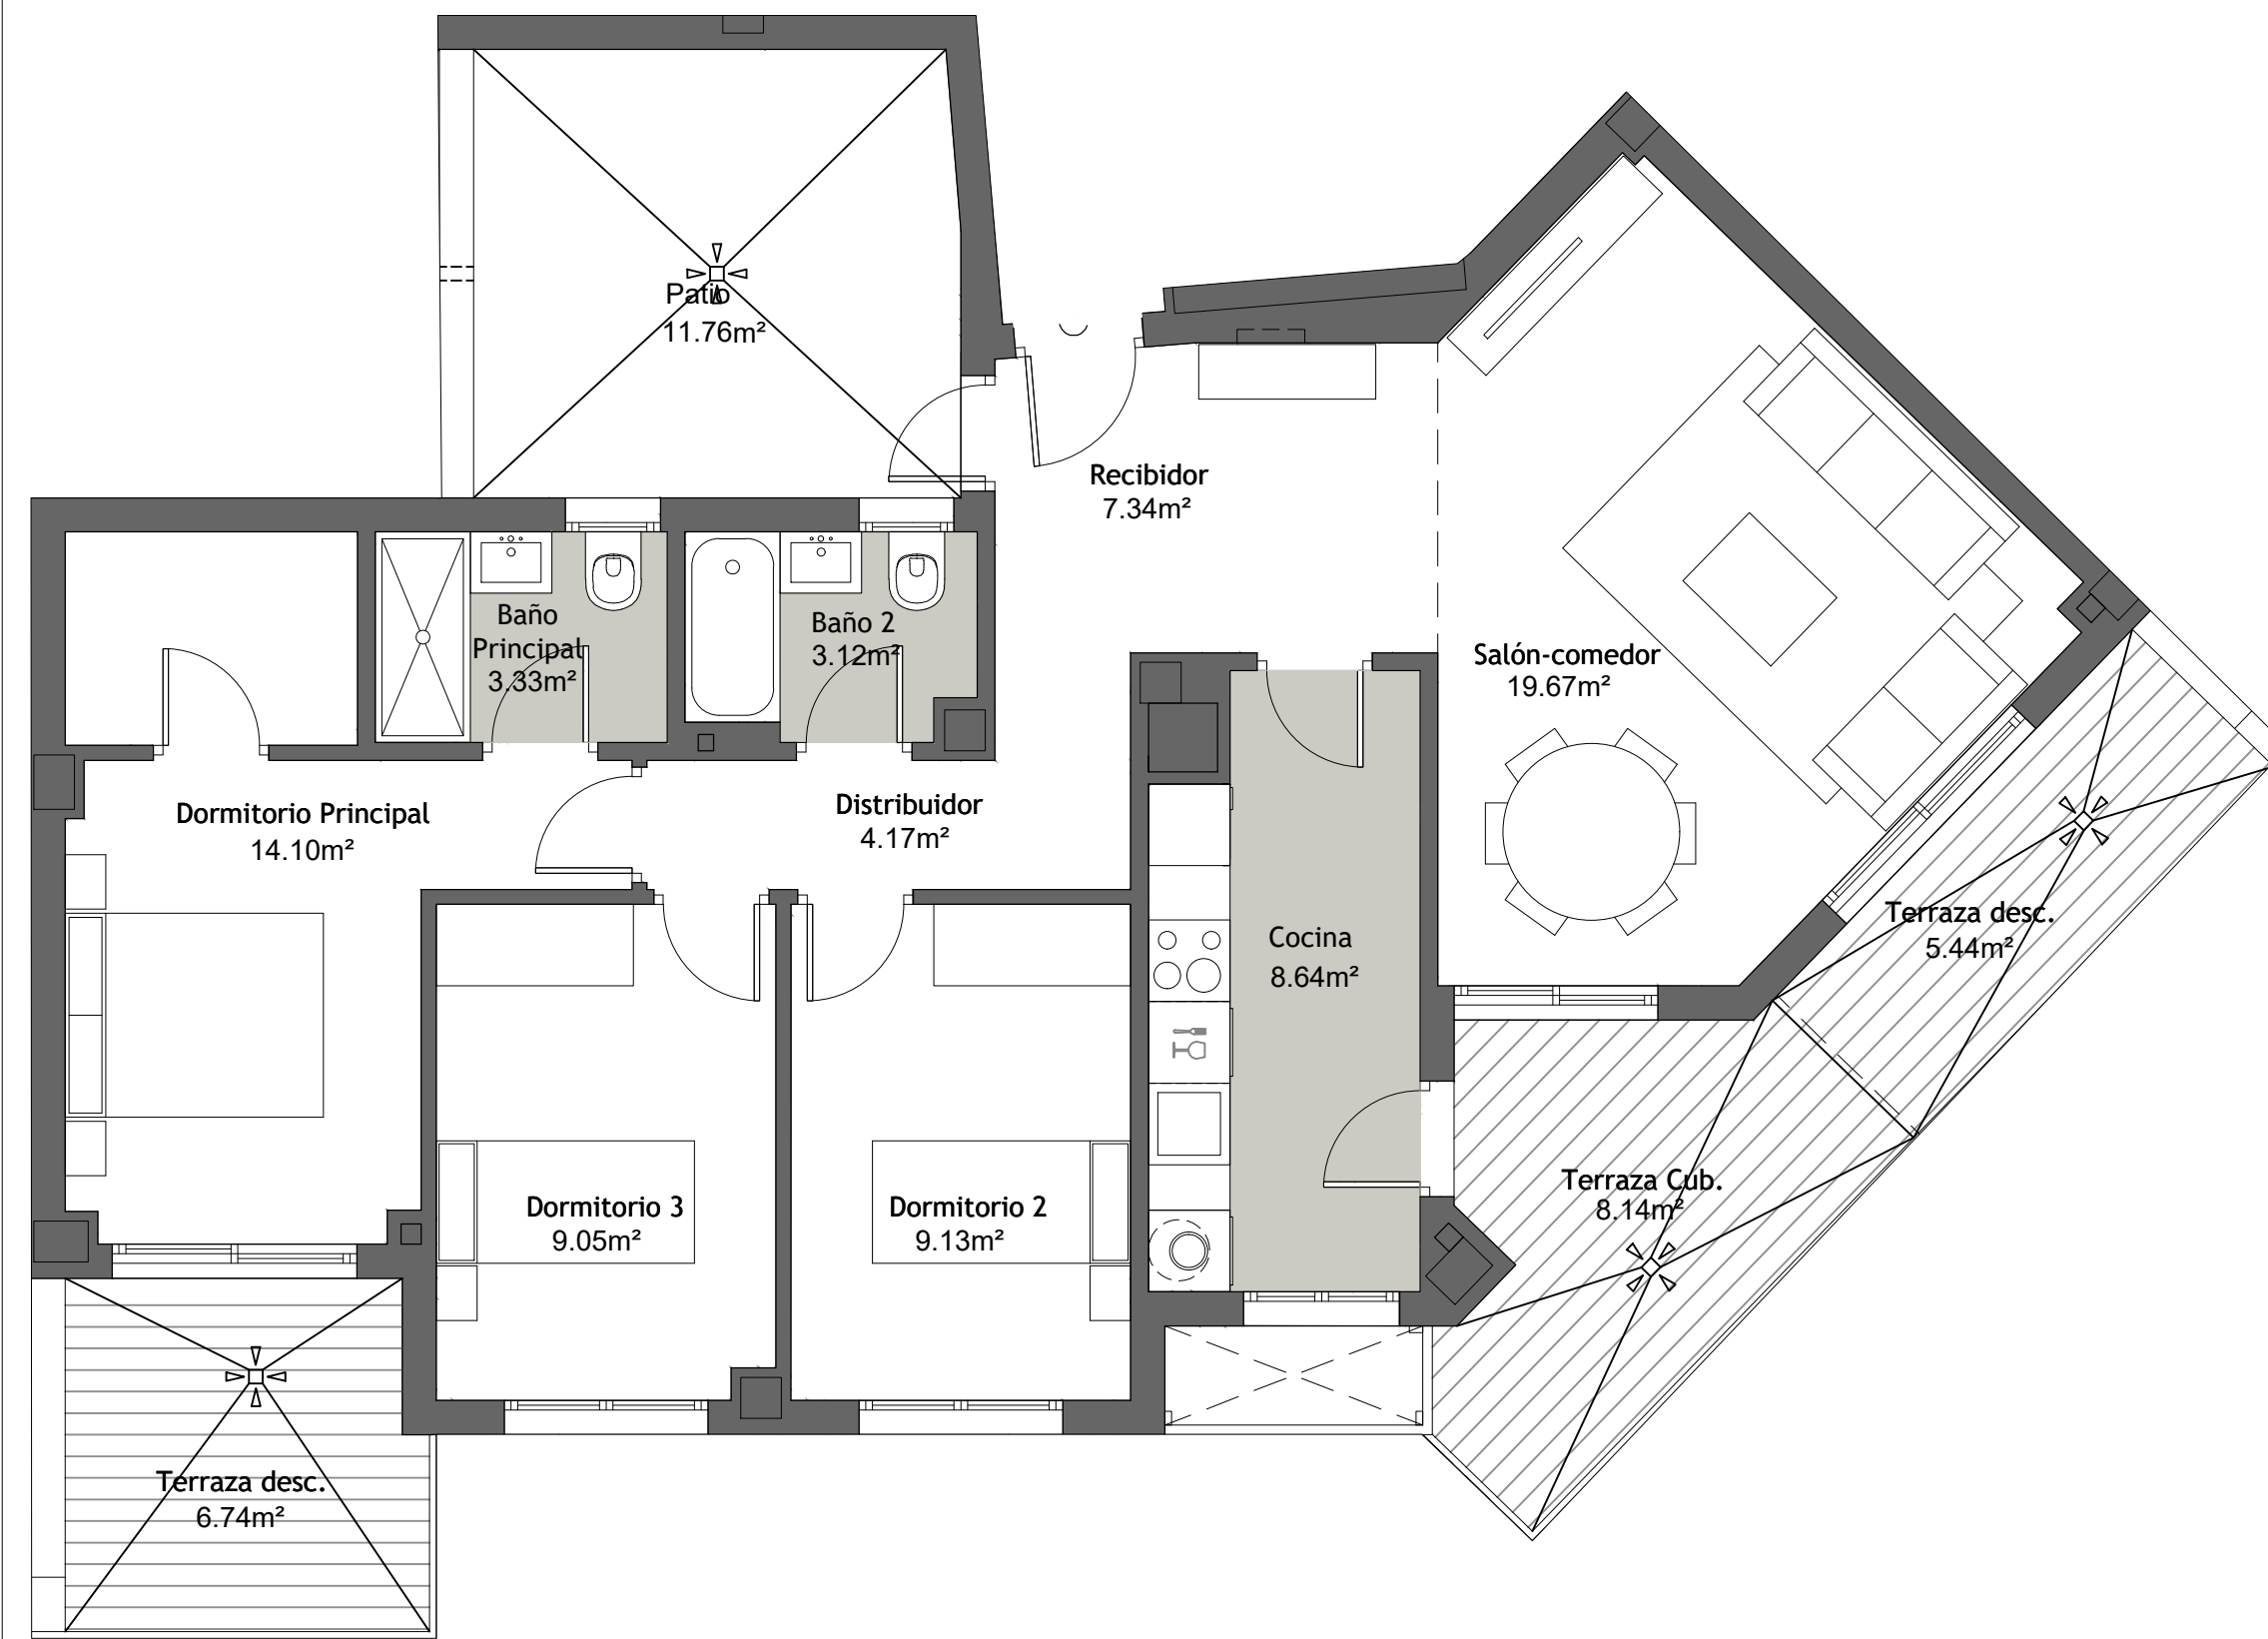 Patio
11.76m²
Recibidor
7.34m²
Baño
Principal
3.33m²
Baño 2
3.12m²
Salón-comedor
19.67m²
Dormitorio Principal
14.10m²
Distribuidor
4.17m²
Cocina
8.64m²
Terraza desc.
5.44m²
Dormitorio 3
9.05m²
Dormitorio 2
9.13m²
Terraza Cub.
8.14m²
Terraza desc.
6.74m²